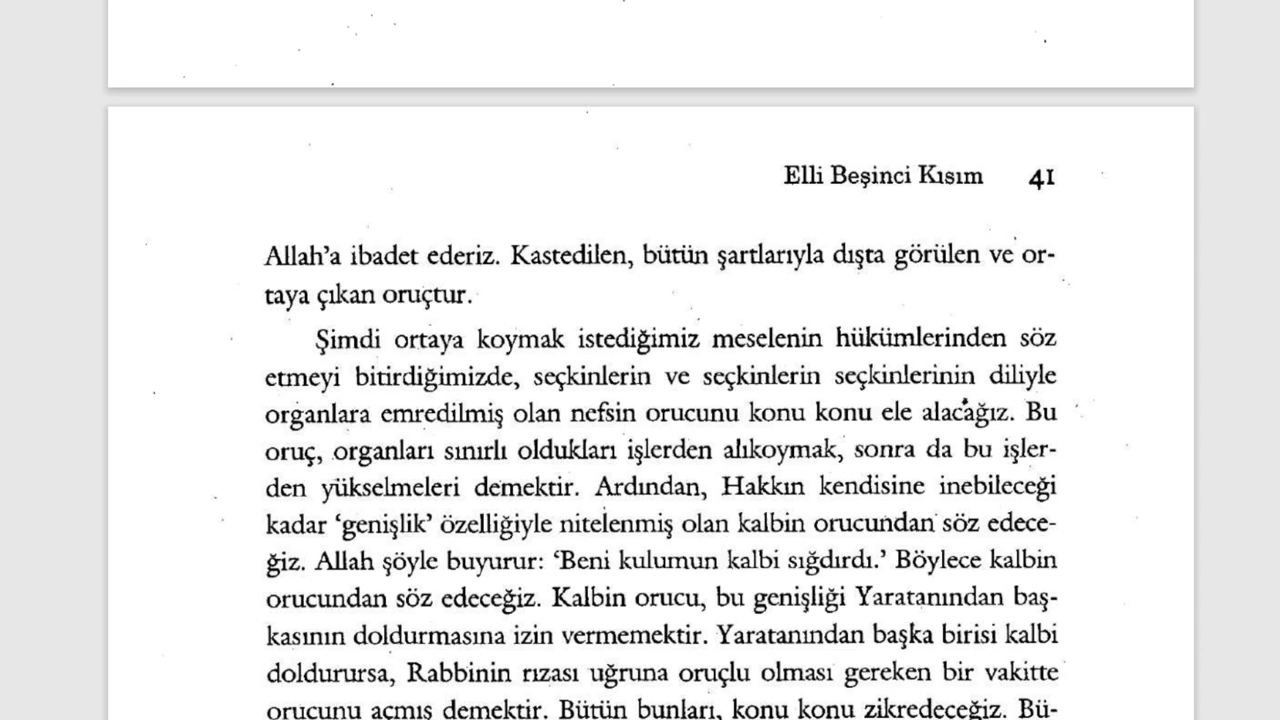 Elli Beşinci Kısım 41
Allah’a ibadet ederiz. Kastedilen, bütün şartlarıyla dışta görülen ve or-
taya çıkan oruçtur.
Şimdi ortaya koymak istediğimiz meselenin hükümlerinden söz
etmeyi bitirdiğimizde, seçkinlerin ve seçkinlerin seçkinlerinin diliyle
organlara emredilmiş olan nefsin orucunu konu konu ele alacağız. Bu
oruç, organları sınırlı oldukları işlerden alıkoymak, sonra da bu işler-
den yükselmeleri demektir. Ardından, Hakkın kendisine inebileceği
kadar ‘genişlik’ özelliğiyle nitelenmiş olan kalbin orucundan söz edece-
ğiz. Allah şöyle buyurur: ‘Beni kulumun kalbi sığdırdı.’ Böylece kalbin
orucundan söz edeceğiz. Kalbin orucu, bu genişliği Yaratanından baş-
kasının doldurmasına izin vermemektir. Yaratanından başka birisi kalbi
doldurursa, Rabbinin rızası uğruna oruçlu olması gereken bir vakitte
orucunu açmış demektir. Bütün bunları, konu konu zikredeceğiz. Bü-